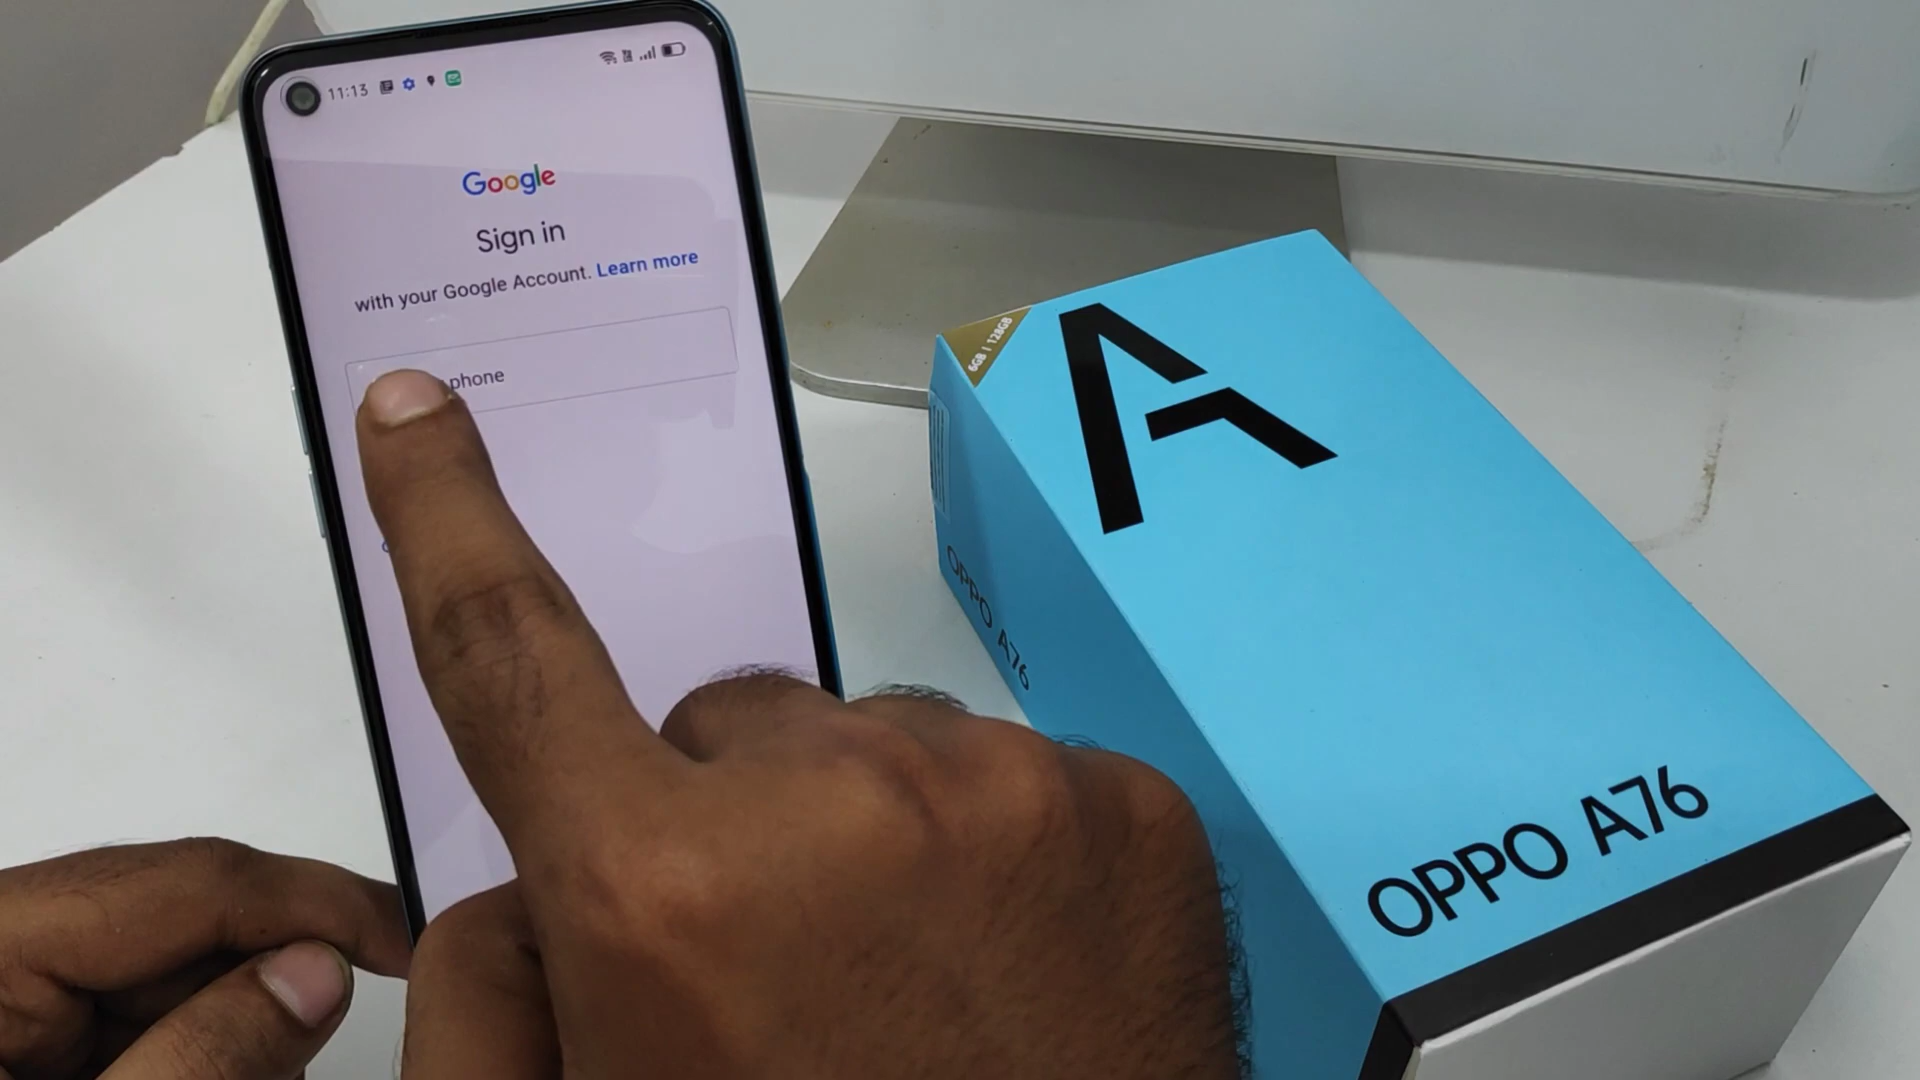 11:13
Google
Sign in
with your Google Account. Learn more
phone
6GB | 128GB
A
OPPO A76
OPPO A76